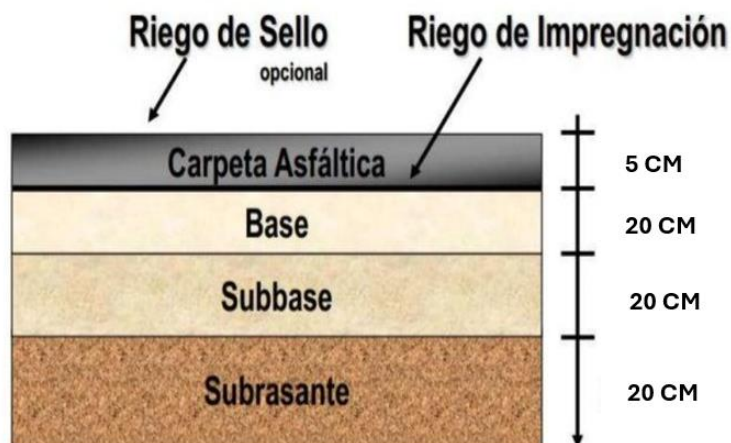 Riego de Sello
opcional
Riego de Impregnación
Carpeta Asfáltica
5 CM
Base
20 CM
Subbase
20 CM
Subrasante
20 CM